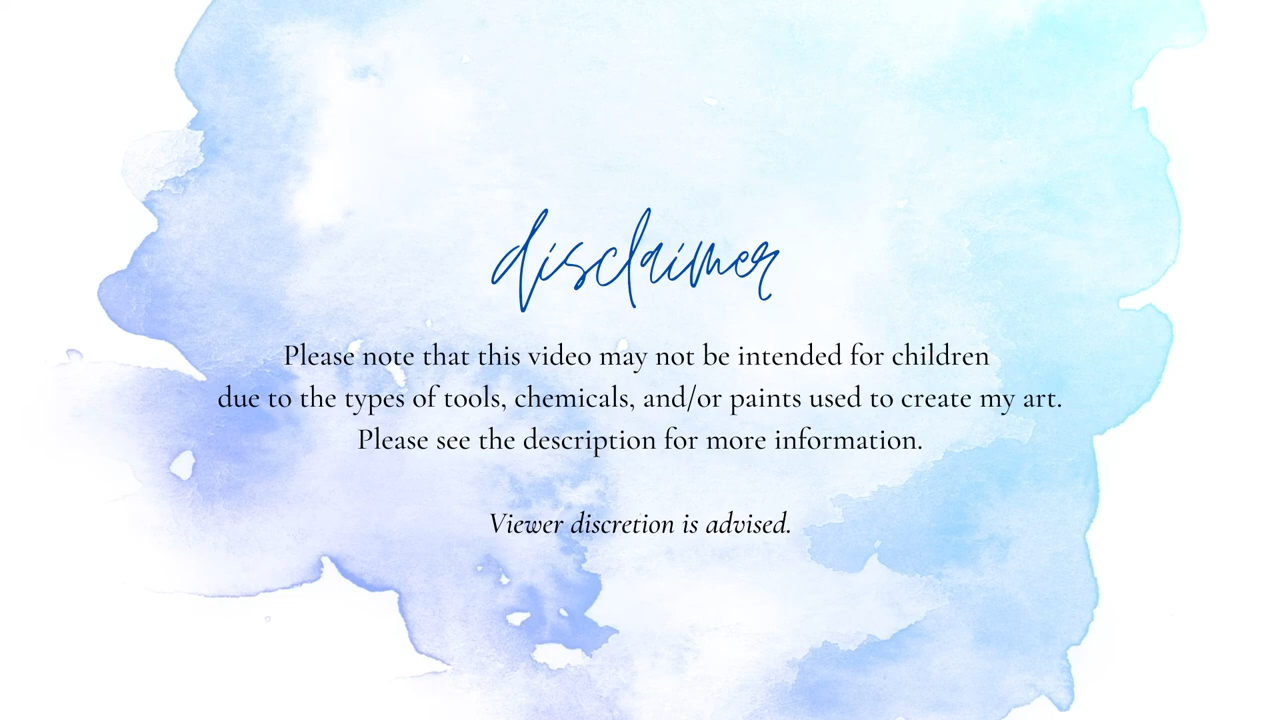 disclaimer
Please note that this video may not be intended for children
due to the types of tools, chemicals, and/or paints used to create my art.
Please see the description for more information.
Viewer discretion is advised.